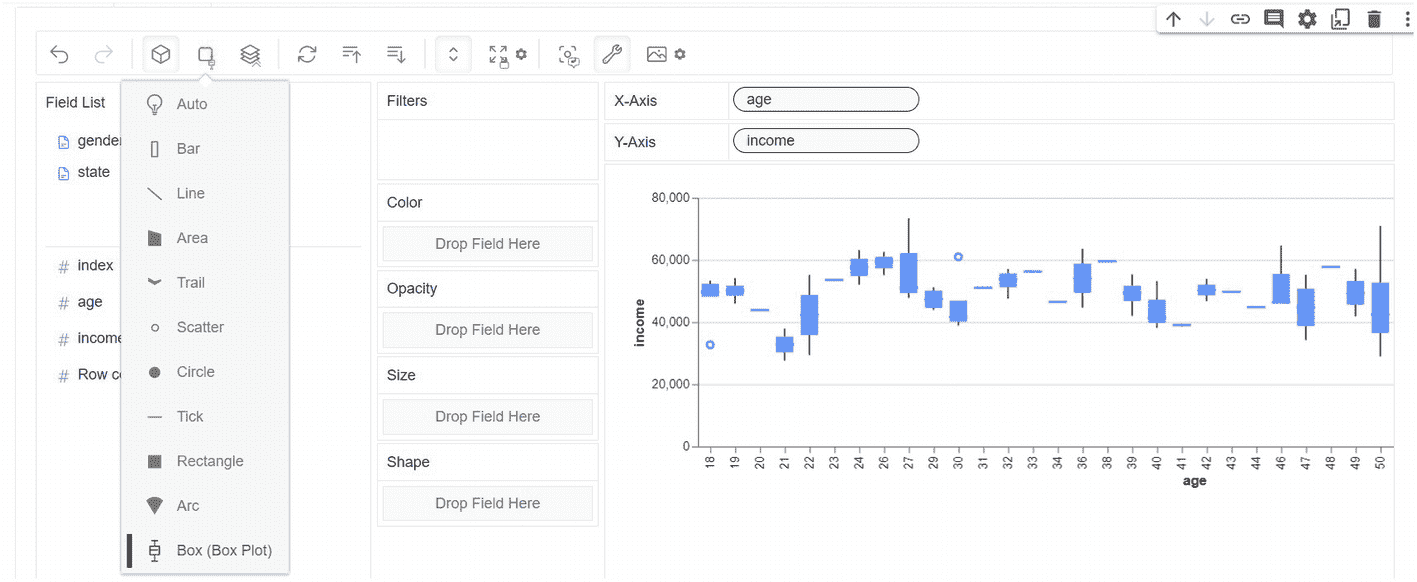 Field List
gender
state
# index
# age
# income
# Row co
Auto
Bar
Line
Area
Trail
Scatter
Circle
Tick
Rectangle
Arc
Box (Box Plot)
Filters
Color
Drop Field Here
Opacity
Drop Field Here
Size
Drop Field Here
Shape
Drop Field Here
X-Axis age
Y-Axis income
80,000
60,000
40,000
20,000
0
income
18 19 20 21 22 23 24 26 27 29 30 31 32 33 34 36 38 39 40 41 42 43 44 46 47 48 49 50
age